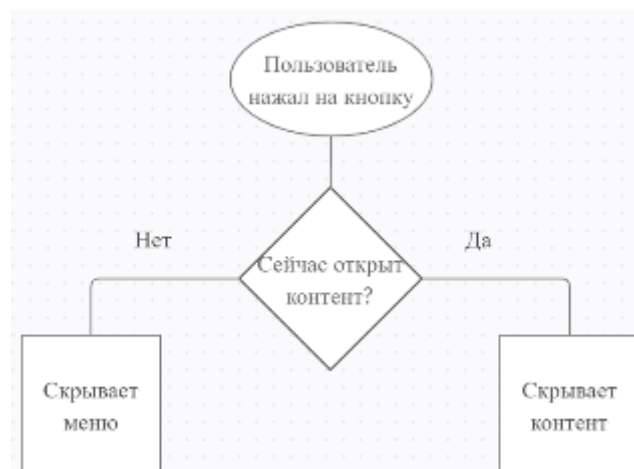 Пользователь
нажал на кнопку
Нет
Да
Сейчас открыт
контент?
Скрывает
меню
Скрывает
контент